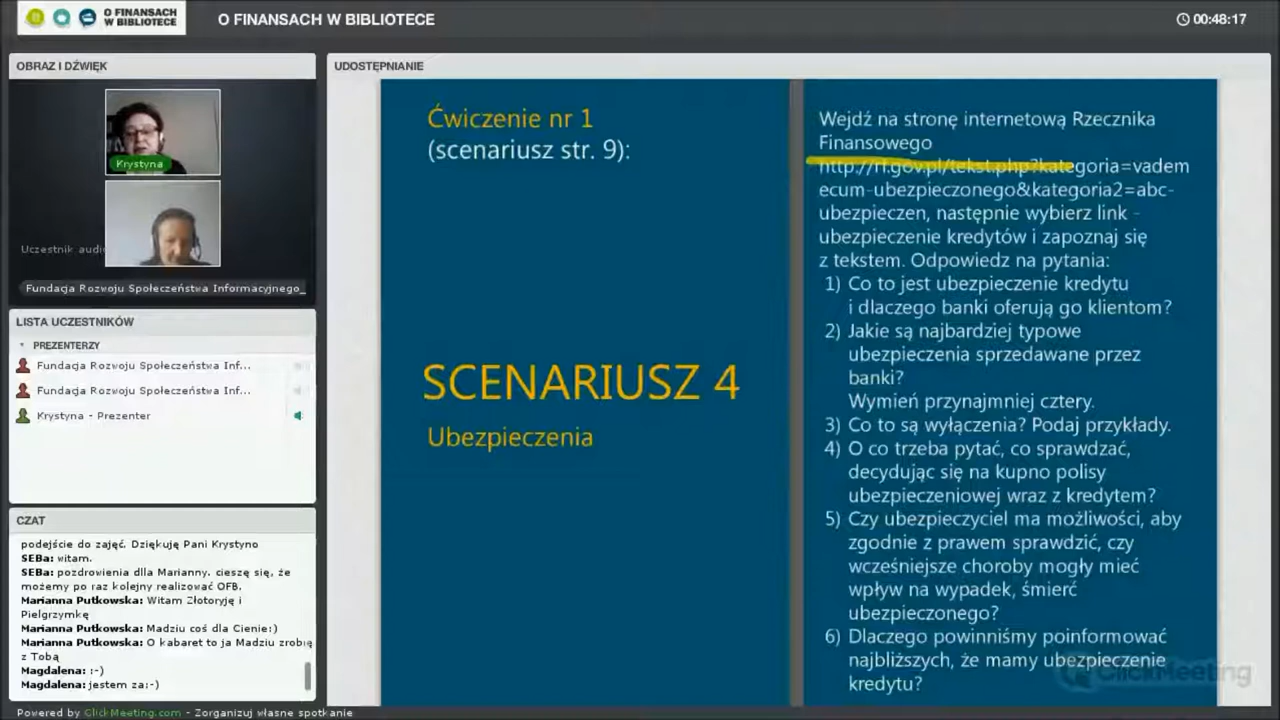 O FINANSACH
W BIBLIOTECE
O FINANSACH W BIBLIOTECE
00:48:17
OBRAZ I DŹWIĘK
Krystyna
Uczestnik audio
Fundacja Rozwoju Społeczeństwa Informacyjnego_
LISTA UCZESTNIKÓW
PREZENTERZY
Fundacja Rozwoju Społeczeństwa Inf...
Fundacja Rozwoju Społeczeństwa Inf...
Krystyna - Prezenter
CZAT
podejście do zajęć. Dziękuję Pani Krystyno
SEBa: witam.
SEBa: pozdrowienia dlla Marianny. cieszę się, że
możemy po raz kolejny realizować OFB.
Marianna Putkowska: Witam Złotoryję i
Pielgrzymkę
Marianna Putkowska: Madziu coś dla Cienie:)
Marianna Putkowska: O kabaret to ja Madziu zrobię
z Tobą
Magdalena: :-)
Magdalena: jestem za:-)
Powered by ClickMeeting.com - Zorganizuj własne spotkanie
UDOSTĘPNIANIE
Ćwiczenie nr 1
(scenariusz str. 9):
SCENARIUSZ 4
Ubezpieczenia
Wejdź na stronę internetową Rzecznika
Finansowego
http://rf.gov.pl/tekst.php?kategoria=vadem
ecum-ubezpieczonego&kategoria2=abc-
ubezpieczen, następnie wybierz link -
ubezpieczenie kredytów i zapoznaj się
z tekstem. Odpowiedz na pytania:
1) Co to jest ubezpieczenie kredytu
i dlaczego banki oferują go klientom?
2) Jakie są najbardziej typowe
ubezpieczenia sprzedawane przez
banki?
Wymień przynajmniej cztery.
3) Co to są wyłączenia? Podaj przykłady.
4) O co trzeba pytać, co sprawdzać,
decydując się na kupno polisy
ubezpieczeniowej wraz z kredytem?
5) Czy ubezpieczyciel ma możliwości, aby
zgodnie z prawem sprawdzić, czy
wcześniejsze choroby mogły mieć
wpływ na wypadek, śmierć
ubezpieczonego?
6) Dlaczego powinniśmy poinformować
najbliższych, że mamy ubezpieczenie
kredytu?
ClickMeeting